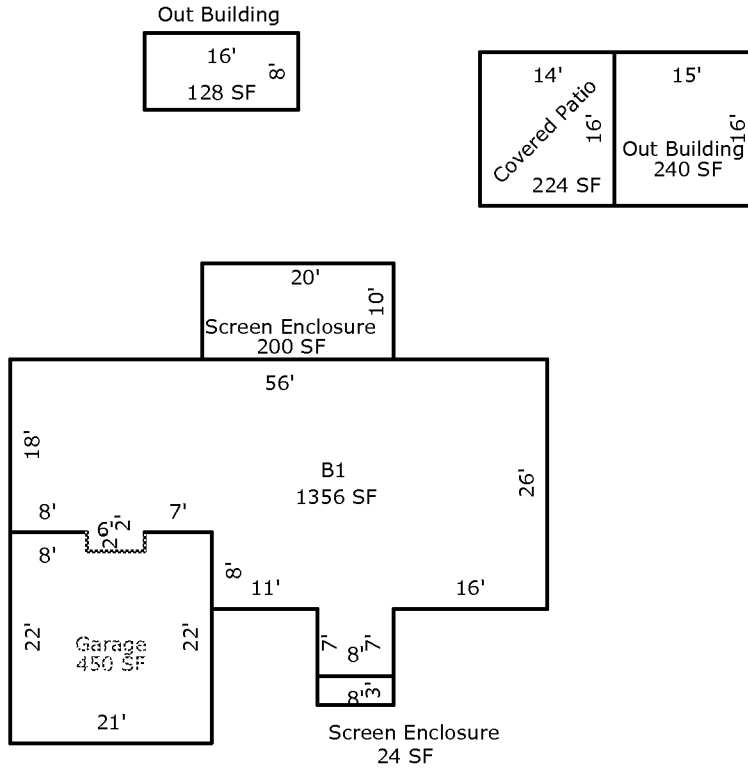 Out Building
16'
8'
128 SF
14'
15'
Covered Patio
16'
16'
Out Building
224 SF
240 SF
20'
10'
Screen Enclosure
200 SF
56'
18'
B1
1356 SF
26'
8'
6'
2'
2'
7'
8'
8'
11'
16'
22'
Garage
450 SF
22'
7'
8'
7'
8'
3'
21'
Screen Enclosure
24 SF